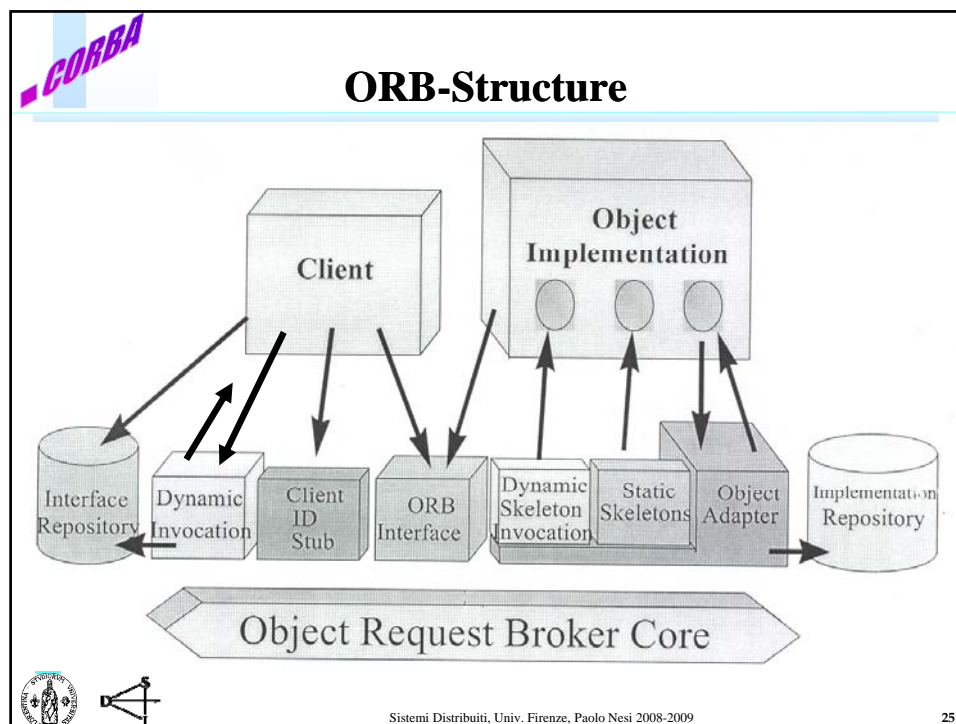 CORBA
ORB-Structure
Client
Object
Implementation
Interface
Repository
Dynamic
Invocation
Client
ID
Stub
ORB
Interface
Dynamic
Skeleton
Invocation
Static
Skeletons
Object
Adapter
Implementation
Repository
Object Request Broker Core
D S I
Sistemi Distribuiti, Univ. Firenze, Paolo Nesi 2008-2009
25